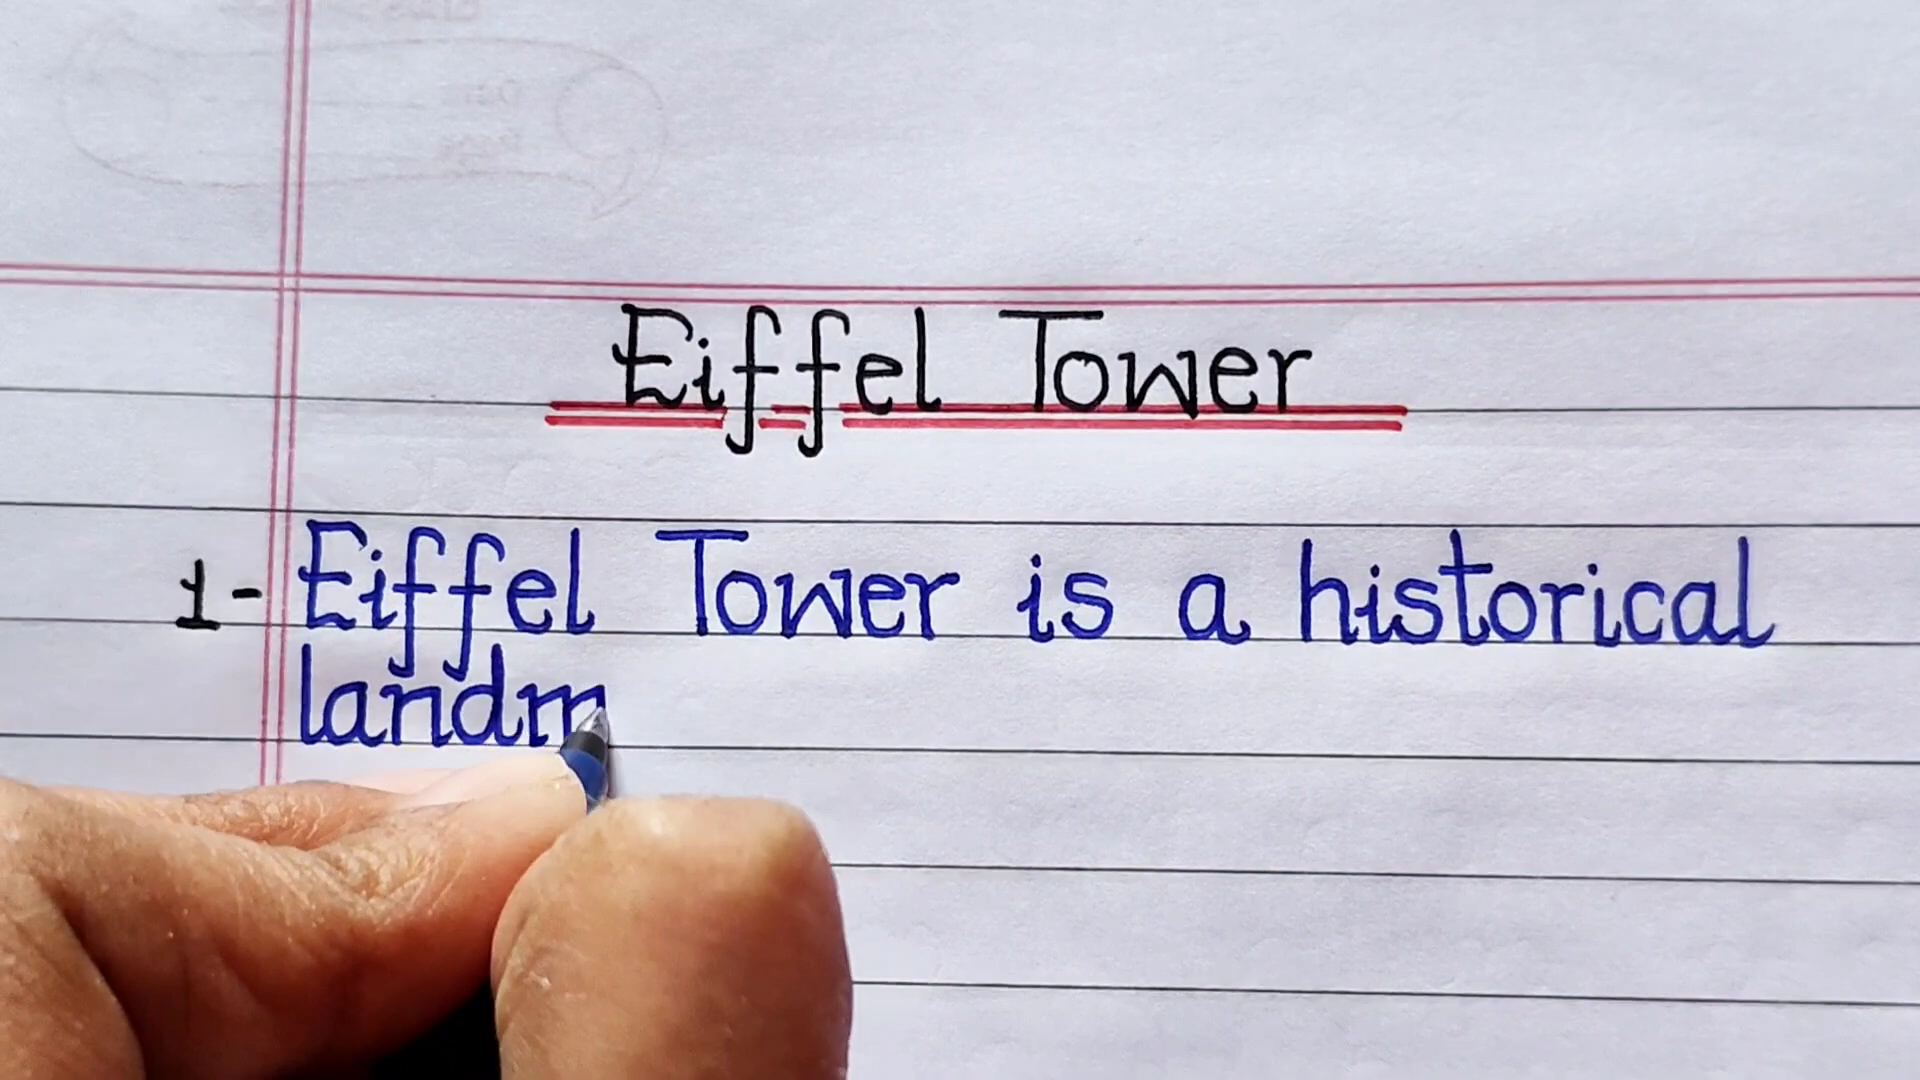 Eiffel Tower
1- Eiffel Tower is a historical
landm